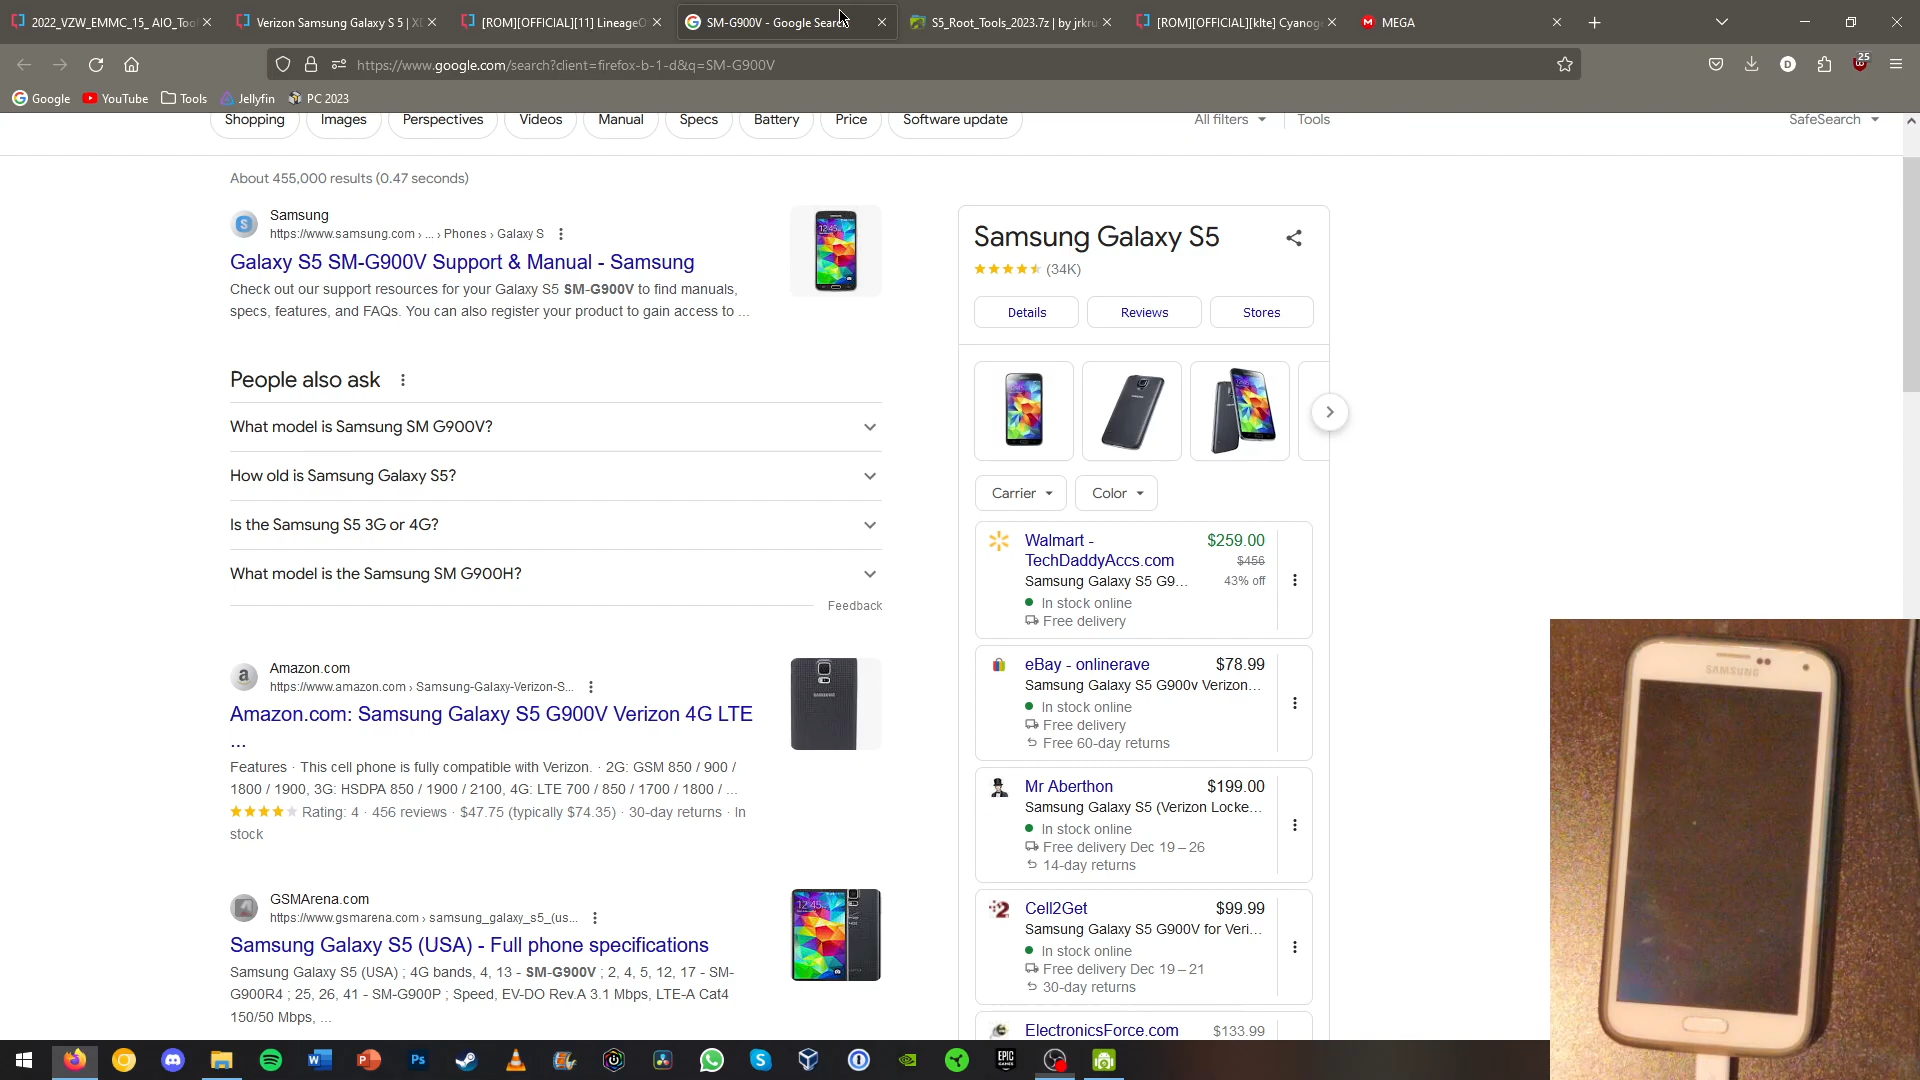 2022_VZW_EMMC_15_ AIO_Too
Verizon Samsung Galaxy S 5 | X
[ROM][OFFICIAL][11] LineageO
SM-G900V - Google Search
S5_Root_Tools_2023.7z | by jrkru
[ROM][OFFICIAL][klte] Cyanog
MEGA
https://www.google.com/search?client=firefox-b-1-d&q=SM-G900V
25
Google
YouTube
Tools
Jellyfin
PC 2023
Shopping
Images
Perspectives
Videos
Manual
Specs
Battery
Price
Software update
All filters
Tools
SafeSearch
About 455,000 results (0.47 seconds)
Samsung
https://www.samsung.com › ... › Phones › Galaxy S
Galaxy S5 SM-G900V Support & Manual - Samsung
Check out our support resources for your Galaxy S5 SM-G900V to find manuals,
specs, features, and FAQs. You can also register your product to gain access to ...
People also ask
What model is Samsung SM G900V?
How old is Samsung Galaxy S5?
Is the Samsung S5 3G or 4G?
What model is the Samsung SM G900H?
Feedback
Amazon.com
https://www.amazon.com › Samsung-Galaxy-Verizon-S...
Amazon.com: Samsung Galaxy S5 G900V Verizon 4G LTE
...
Features · This cell phone is fully compatible with Verizon. · 2G: GSM 850 / 900 /
1800 / 1900, 3G: HSDPA 850 / 1900 / 2100, 4G: LTE 700 / 850 / 1700 / 1800 / ...
Rating: 4 · 456 reviews · $47.75 (typically $74.35) · 30-day returns · In
stock
GSMArena.com
https://www.gsmarena.com › samsung_galaxy_s5_(us...
Samsung Galaxy S5 (USA) - Full phone specifications
Samsung Galaxy S5 (USA) ; 4G bands, 4, 13 - SM-G900V ; 2, 4, 5, 12, 17 - SM-
G900R4 ; 25, 26, 41 - SM-G900P ; Speed, EV-DO Rev.A 3.1 Mbps, LTE-A Cat4
150/50 Mbps, ...
Samsung Galaxy S5
(34K)
Details
Reviews
Stores
Carrier
Color
Walmart -
TechDaddyAccs.com
$259.00
$456
Samsung Galaxy S5 G9...
43% off
In stock online
Free delivery
eBay - onlinerave
$78.99
Samsung Galaxy S5 G900v Verizon...
In stock online
Free delivery
Free 60-day returns
Mr Aberthon
$199.00
Samsung Galaxy S5 (Verizon Locke...
In stock online
Free delivery Dec 19 – 26
14-day returns
Cell2Get
$99.99
Samsung Galaxy S5 G900V for Veri...
In stock online
Free delivery Dec 19 – 21
30-day returns
ElectronicsForce.com
$133.99
SAMSUNG